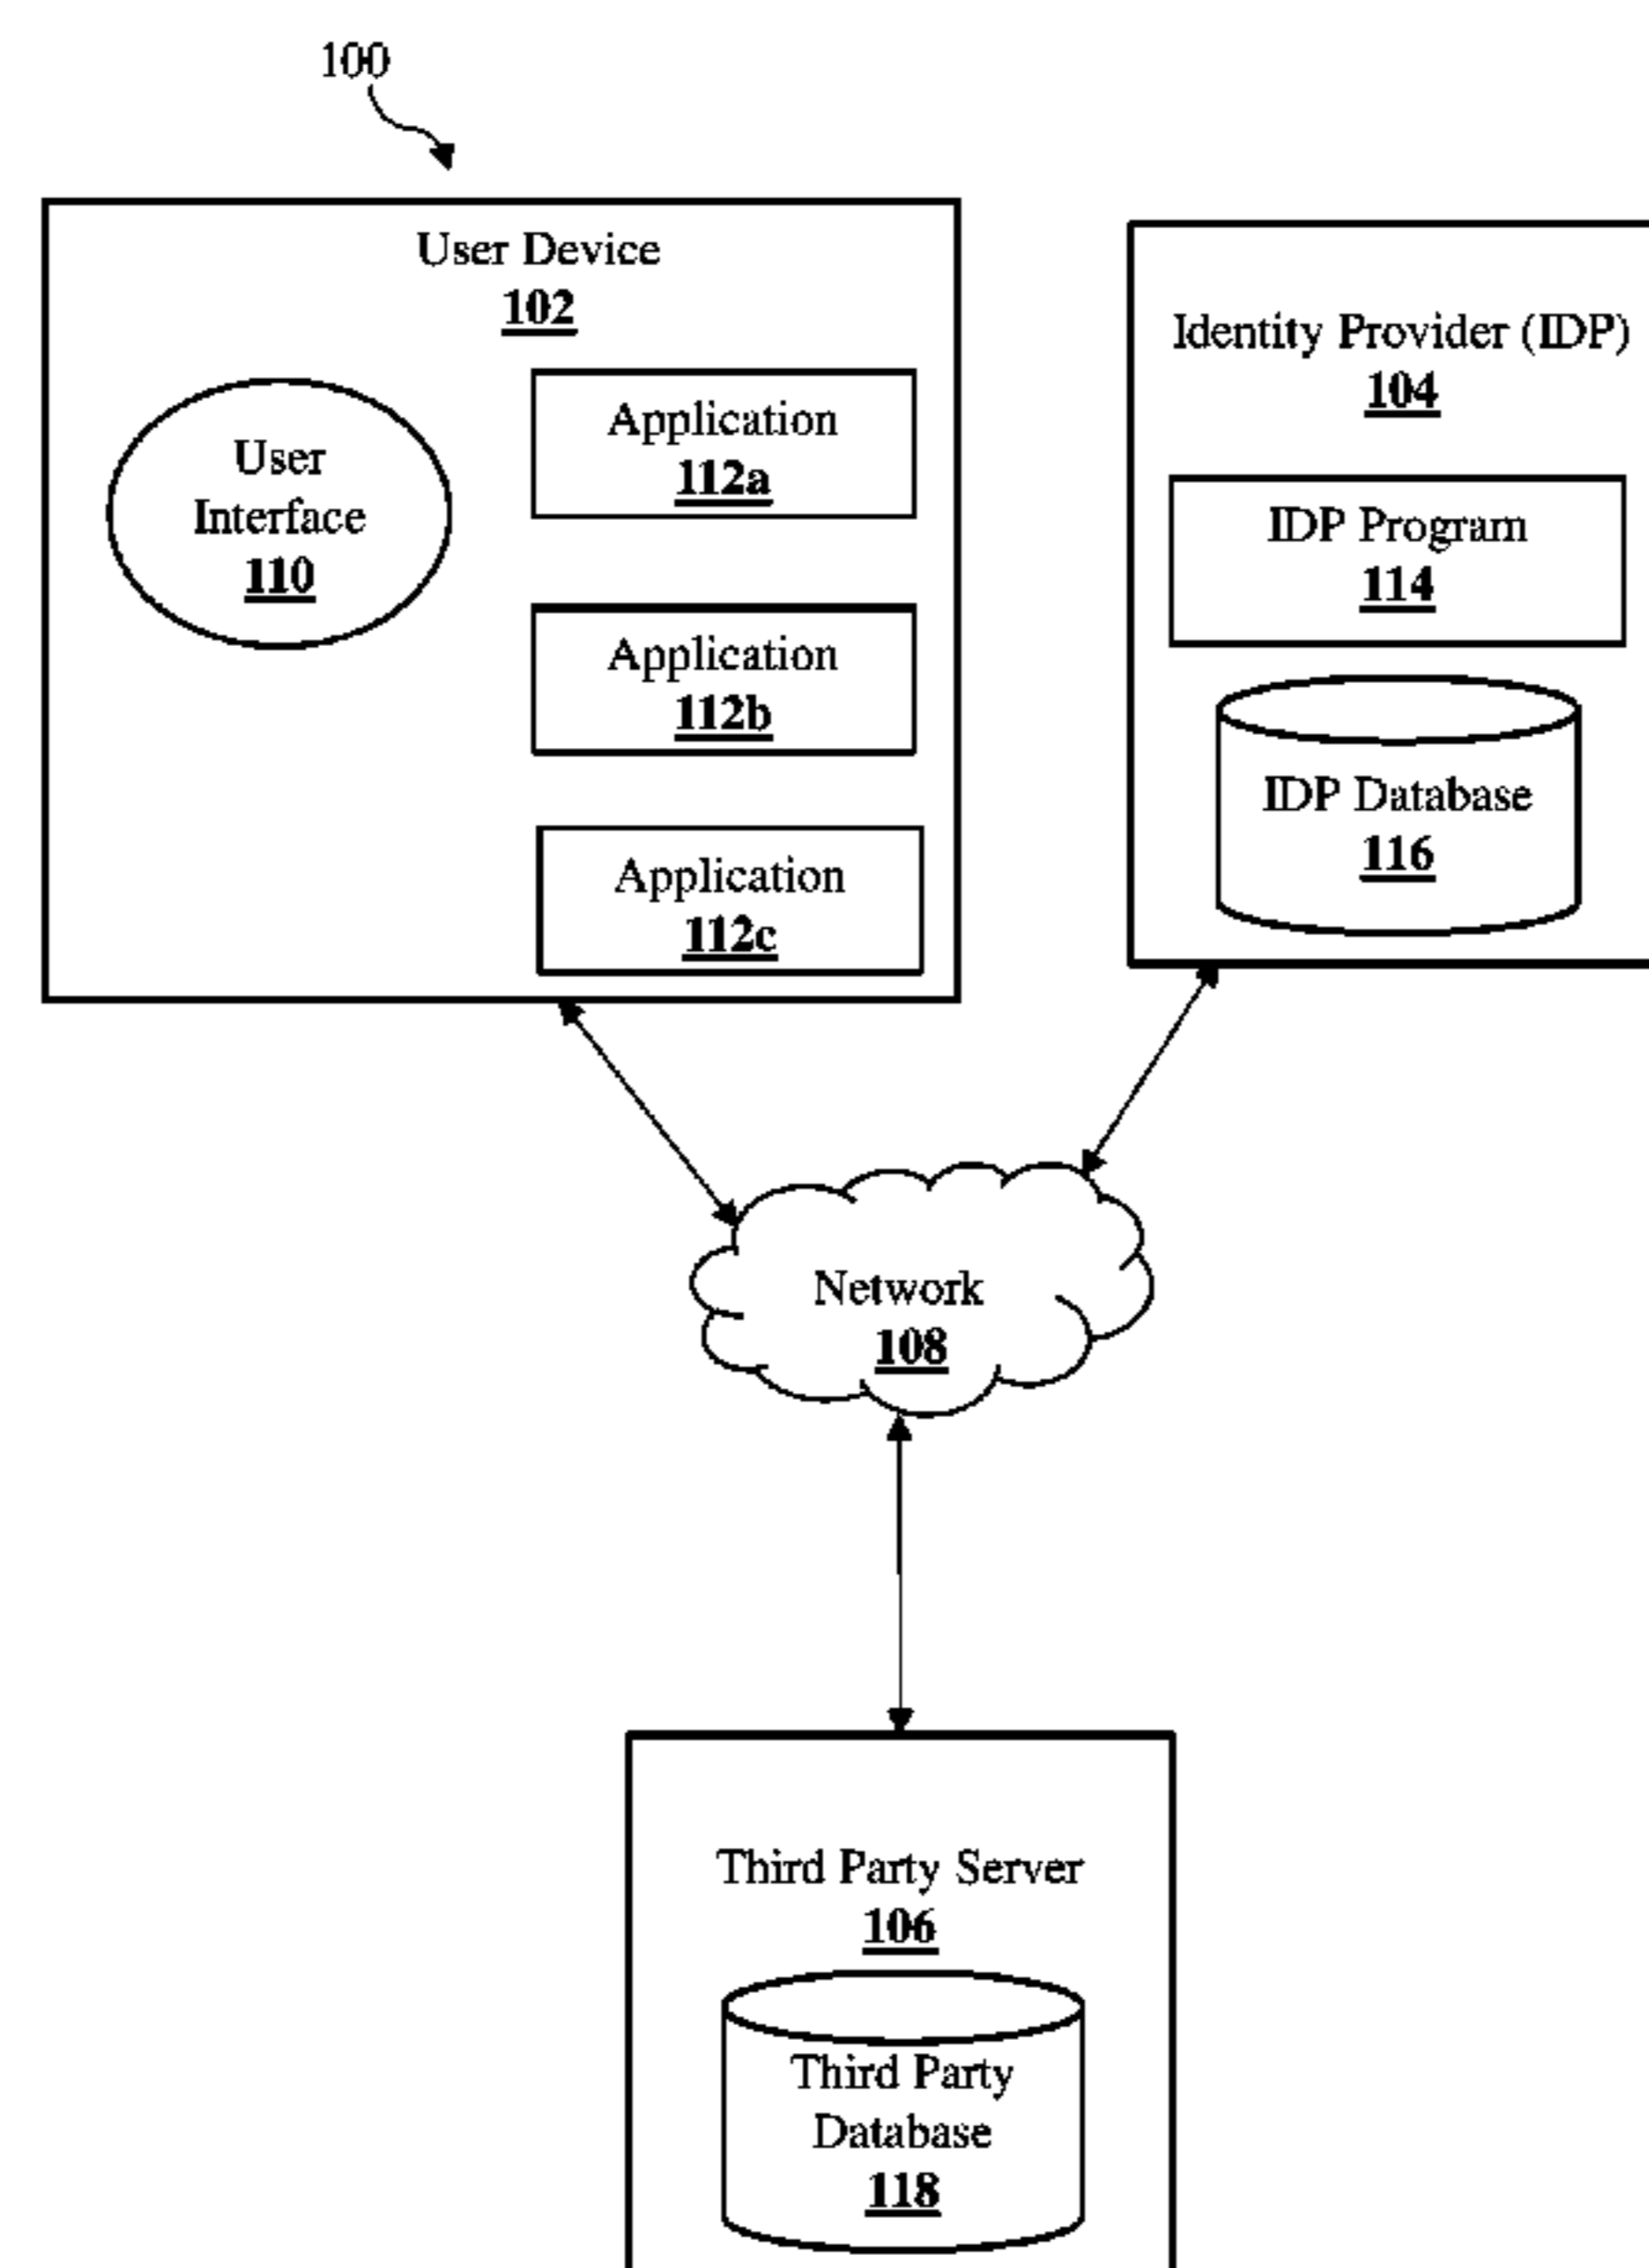 100
User Device
102
User
Interface
110
Application
112a
Application
112b
Application
112c
Identity Provider (IDP)
104
IDP Program
114
IDP Database
116
Network
108
Third Party Server
106
Third Party
Database
118